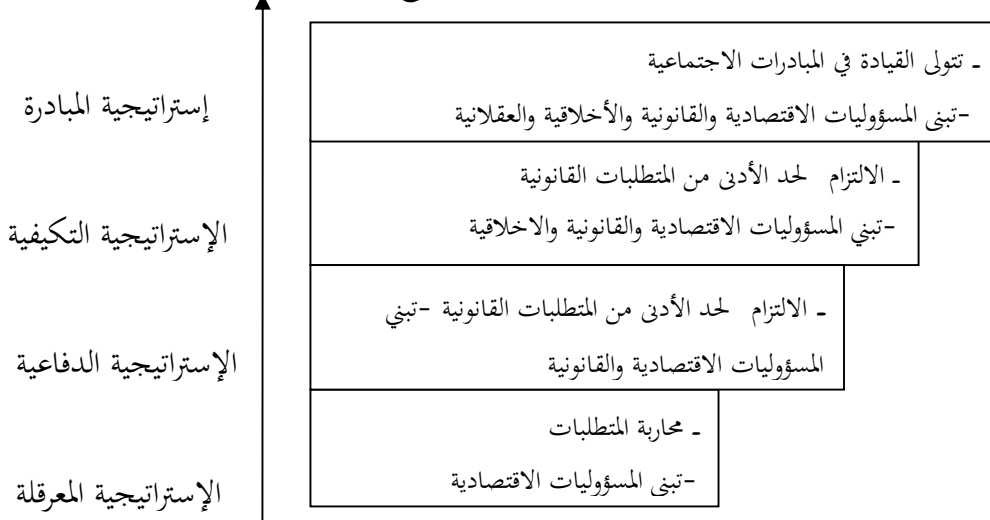 ـ تتولى القيادة في المبادرات الاجتماعية
-تبنى المسؤوليات الاقتصادية والقانونية والأخلاقية والعقلانية
إستراتيجية المبادرة
ـ الالتزام لحد الأدنى من المتطلبات القانونية
-تبني المسؤوليات الاقتصادية والقانونية والاخلاقية
الإستراتيجية التكيفية
ـ الالتزام لحد الأدنى من المتطلبات القانونية -تبني
المسؤوليات الاقتصادية والقانونية
الإستراتيجية الدفاعية
ـ محاربة المتطلبات
-تبنى المسؤوليات الاقتصادية
الإستراتيجية المعرقلة